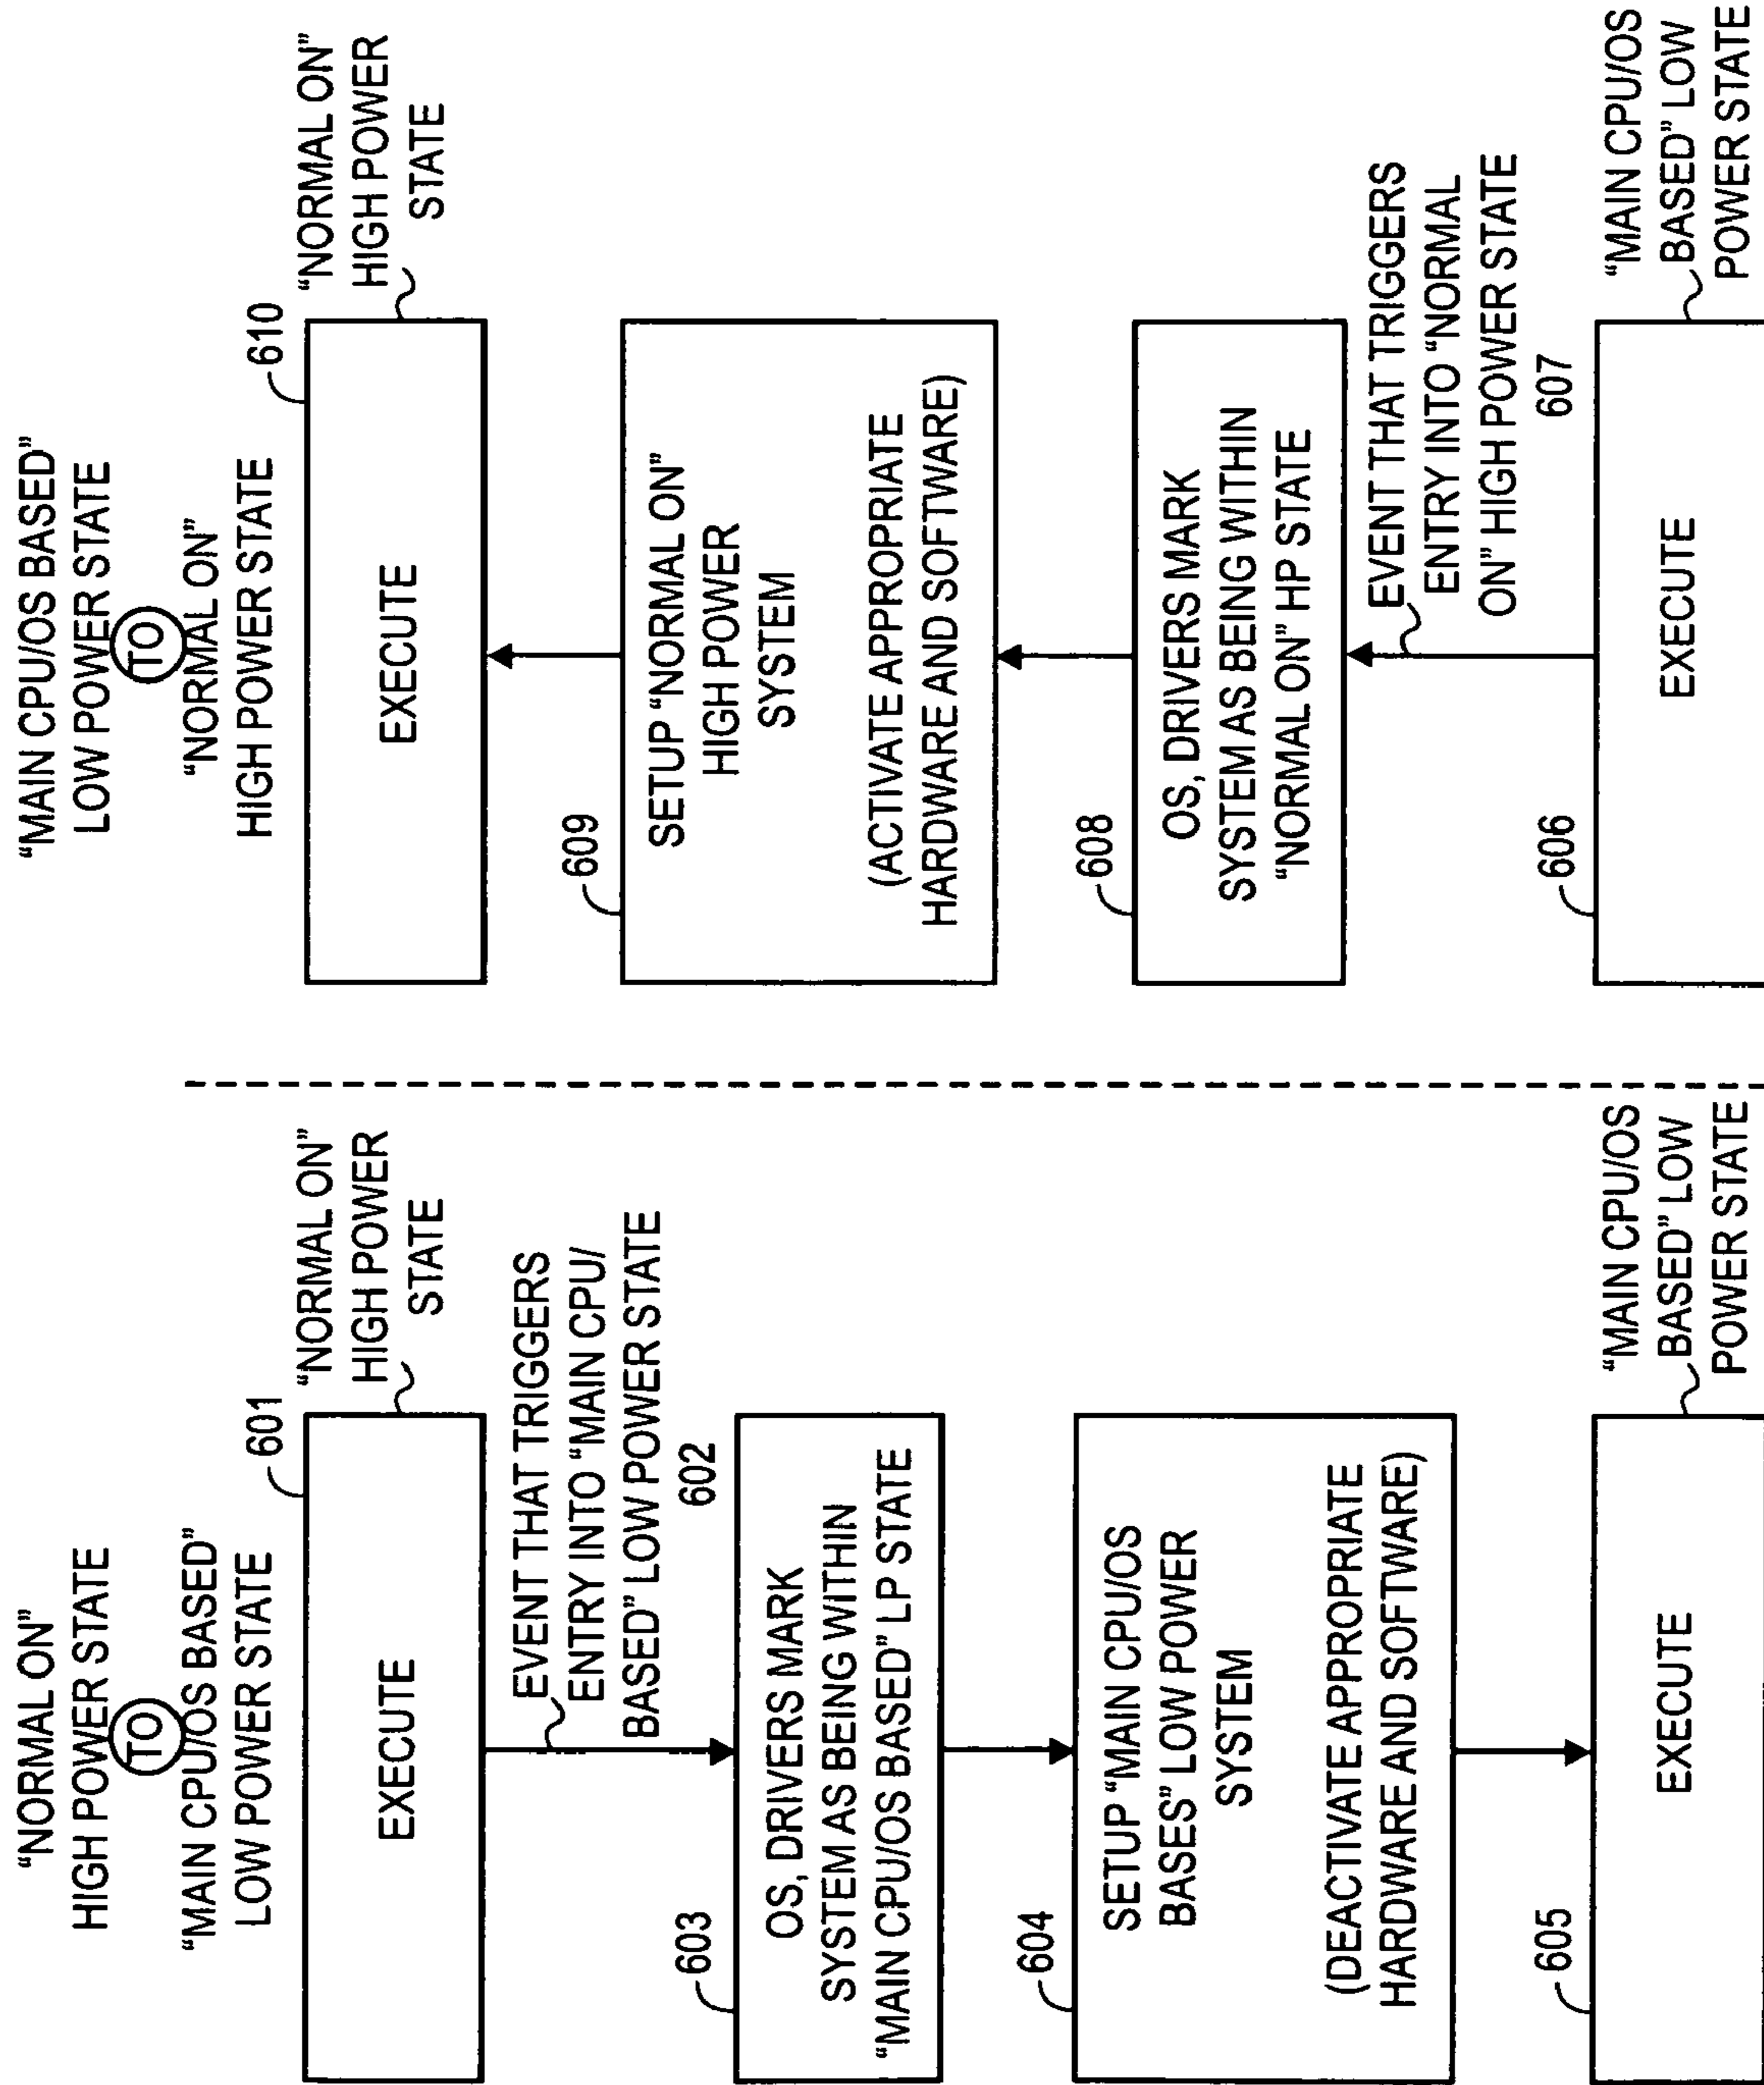 “NORMAL ON”
HIGH POWER STATE
TO
“MAIN CPU/OS BASED”
LOW POWER STATE
601
“NORMAL ON”
HIGH POWER
STATE
EXECUTE
EVENT THAT TRIGGERS
ENTRY INTO “MAIN CPU/
BASED” LOW POWER STATE
602
603
OS, DRIVERS MARK
SYSTEM AS BEING WITHIN
“MAIN CPU/OS BASED” LP STATE
604
SETUP “MAIN CPU/OS
BASES” LOW POWER
SYSTEM
(DEACTIVATE APPROPRIATE
HARDWARE AND SOFTWARE)
605
EXECUTE
“MAIN CPU/OS
BASED” LOW
POWER STATE
“MAIN CPU/OS BASED”
LOW POWER STATE
TO
“NORMAL ON”
HIGH POWER STATE
610
“NORMAL ON”
HIGH POWER
STATE
EXECUTE
609
SETUP “NORMAL ON”
HIGH POWER
SYSTEM
(ACTIVATE APPROPRIATE
HARDWARE AND SOFTWARE)
608
OS, DRIVERS MARK
SYSTEM AS BEING WITHIN
“NORMAL ON” HP STATE
EVENT THAT TRIGGERS
ENTRY INTO “NORMAL
ON” HIGH POWER STATE
607
606
EXECUTE
“MAIN CPU/OS
BASED” LOW
POWER STATE